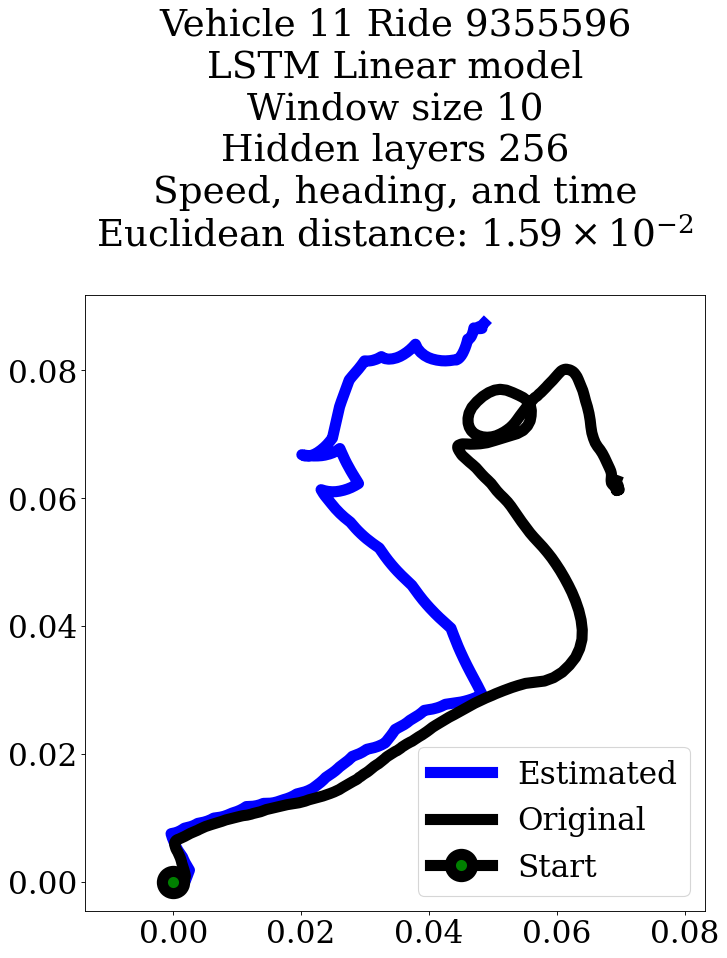 Vehicle 11 Ride 9355596
LSTM Linear model
Window size 10
Hidden layers 256
Speed, heading, and time
Euclidean distance: 1.59 × 10⁻²
0.08
0.06
0.04
0.02
0.00
Estimated
Original
Start
0.00 0.02 0.04 0.06 0.08